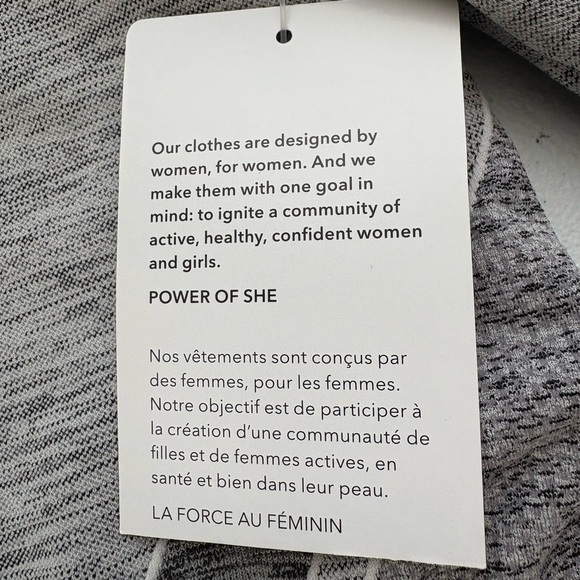 Our clothes are designed by
women, for women. And we
make them with one goal in
mind: to ignite a community of
active, healthy, confident women
and girls.
POWER OF SHE
Nos vêtements sont conçus par
des femmes, pour les femmes.
Notre objectif est de participer à
la création d'une communauté de
filles et de femmes actives, en
santé et bien dans leur peau.
LA FORCE AU FÉMININ